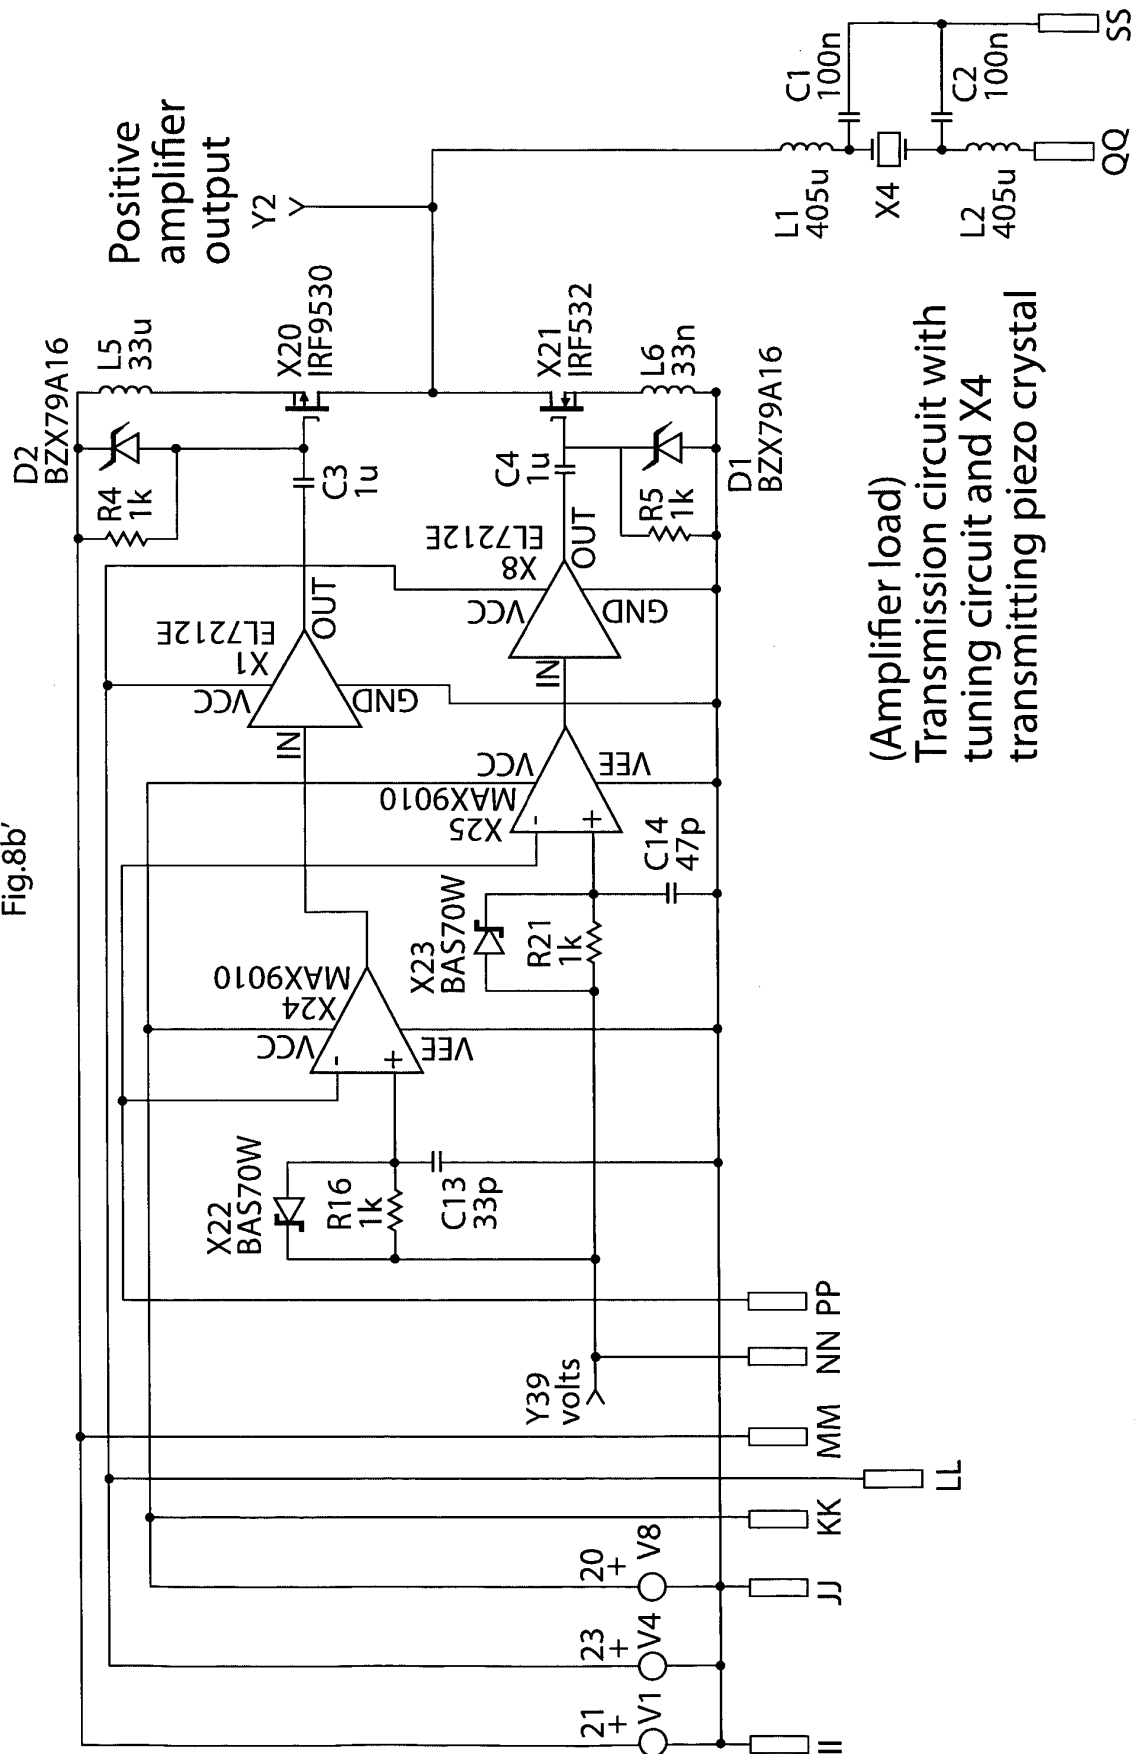 Fig.8b'
D2
BZX79A16
L5
33u
R4
1k
X20
IRF9530
C3
1u
Positive
amplifier
output
Y2
X1
EL7212E
VCC
GND
IN
OUT
X8
EL7212E
VCC
GND
IN
OUT
C4
1u
X21
IRF532
L6
33n
R5
1k
D1
BZX79A16
X24
MAX9010
VCC
VEE
-
+
X25
MAX9010
VCC
VEE
-
+
X22
BAS70W
R16
1k
C13
33p
X23
BAS70W
R21
1k
C14
47p
Y39
volts
21
+
V1
23
+
V4
20
+
V8
II
JJ
KK
LL
MM
NN
PP
L1
405u
X4
L2
405u
C1
100n
C2
100n
QQ
SS
(Amplifier load)
Transmission circuit with
tuning circuit and X4
transmitting piezo crystal